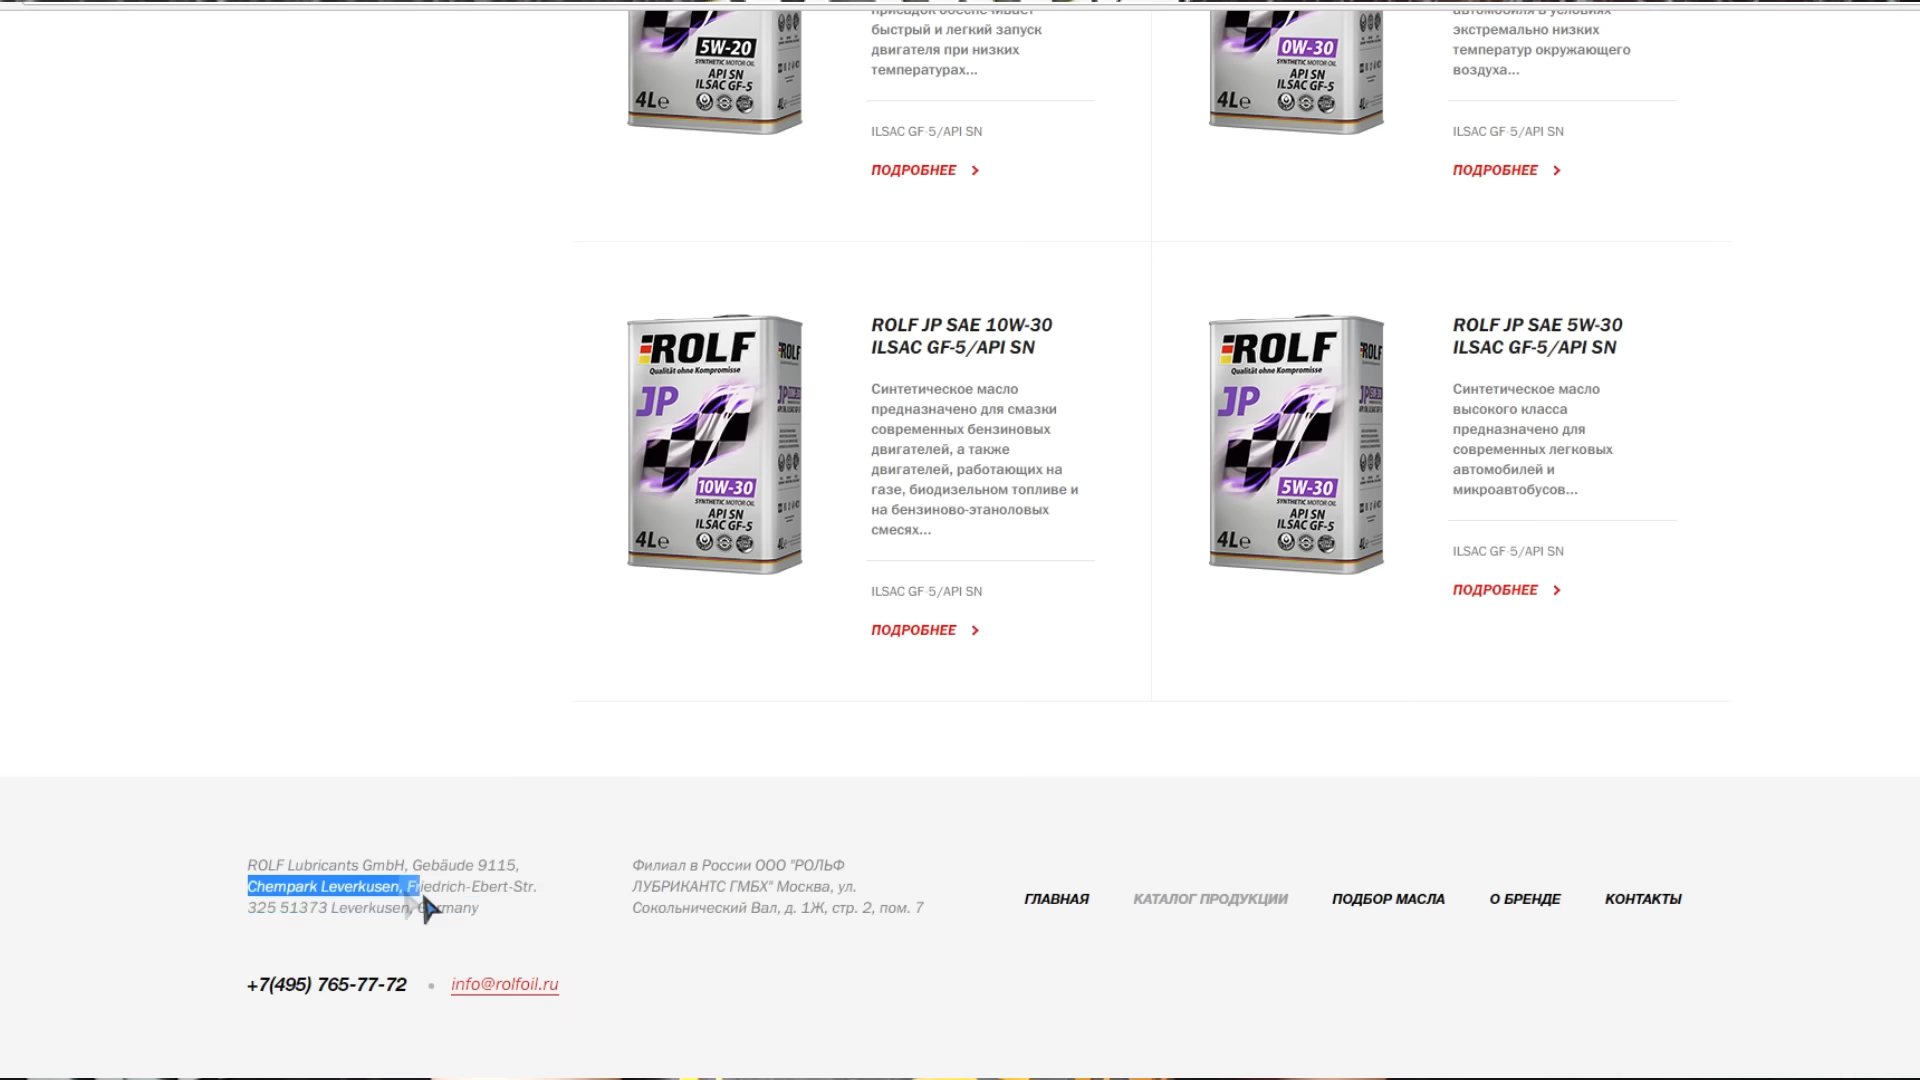 присадок обеспечивает
быстрый и легкий запуск
двигателя при низких
температурах...
ILSAC GF-5/API SN
ПОДРОБНЕЕ
5W-20
SYNTHETIC MOTOR OIL
API SN
ILSAC GF-5
4Le
автомобиля в условиях
экстремально низких
температур окружающего
воздуха...
ILSAC GF-5/API SN
ПОДРОБНЕЕ
0W-30
SYNTHETIC MOTOR OIL
API SN
ILSAC GF-5
4Le
ROLF
Qualität ohne Kompromisse
JP
10W-30
SYNTHETIC MOTOR OIL
API SN
ILSAC GF-5
4Le
ROLF JP SAE 10W-30
ILSAC GF-5/API SN
Синтетическое масло
предназначено для смазки
современных бензиновых
двигателей, а также
двигателей, работающих на
газе, биодизельном топливе и
на бензиново-этаноловых
смесях...
ILSAC GF-5/API SN
ПОДРОБНЕЕ
ROLF
Qualität ohne Kompromisse
JP
5W-30
SYNTHETIC MOTOR OIL
API SN
ILSAC GF-5
4Le
ROLF JP SAE 5W-30
ILSAC GF-5/API SN
Синтетическое масло
высокого класса
предназначено для
современных легковых
автомобилей и
микроавтобусов...
ILSAC GF-5/API SN
ПОДРОБНЕЕ
ROLF Lubricants GmbH, Gebäude 9115,
Chempark Leverkusen, Friedrich-Ebert-Str.
325 51373 Leverkusen, Germany
Филиал в России ООО "РОЛЬФ
ЛУБРИКАНТС ГМБХ" Москва, ул.
Сокольнический Вал, д. 1Ж, стр. 2, пом. 7
ГЛАВНАЯ
КАТАЛОГ ПРОДУКЦИИ
ПОДБОР МАСЛА
О БРЕНДЕ
КОНТАКТЫ
+7(495) 765-77-72
info@rolfoil.ru